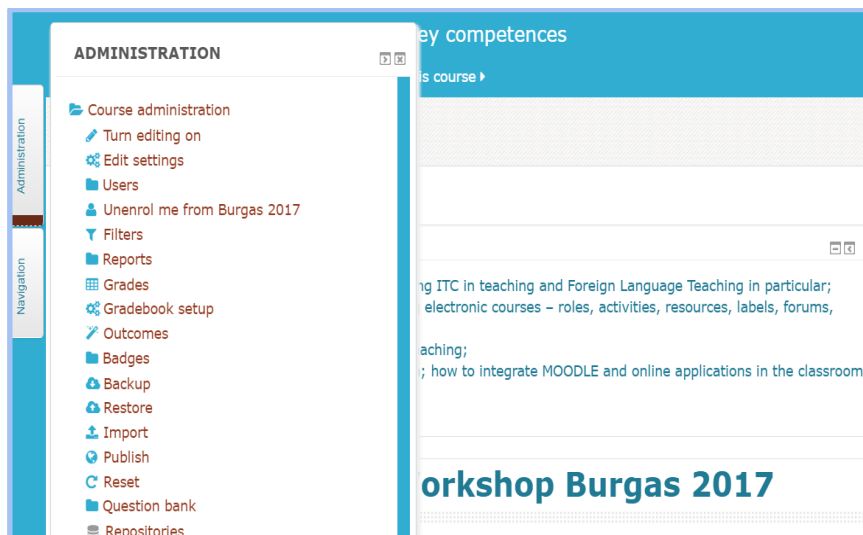 ey competences
ADMINISTRATION
is course
Administration
Navigation
Course administration
Turn editing on
Edit settings
Users
Unenrol me from Burgas 2017
Filters
Reports
Grades
Gradebook setup
Outcomes
Badges
Backup
Restore
Import
Publish
Reset
Question bank
Repositories
ng ITC in teaching and Foreign Language Teaching in particular;
electronic courses – roles, activities, resources, labels, forums,
aching;
; how to integrate MOODLE and online applications in the classroom
orkshop Burgas 2017